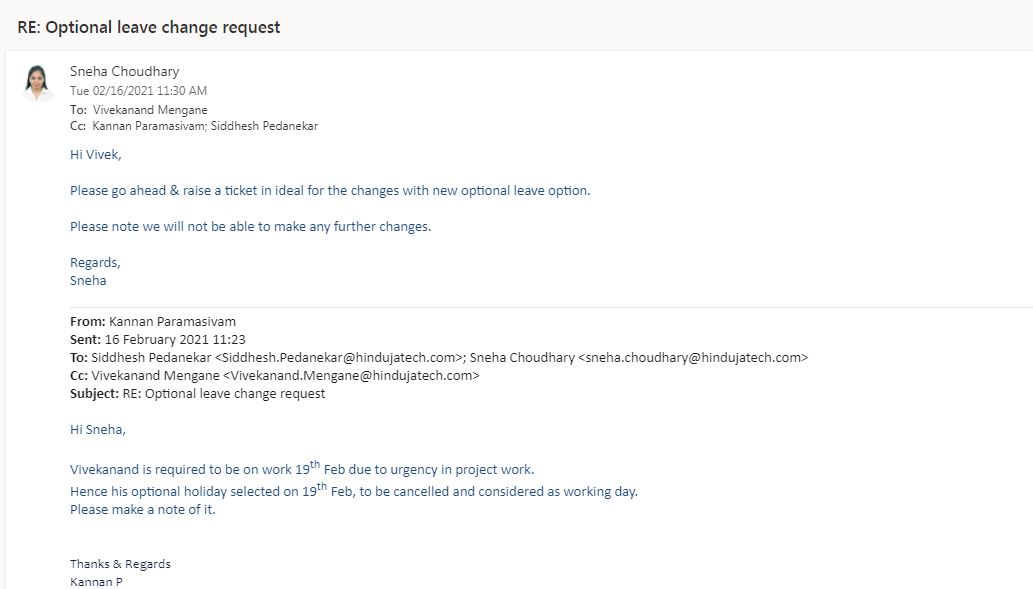 RE: Optional leave change request
Sneha Choudhary
Tue 02/16/2021 11:30 AM
To: Vivekanand Mengane
Cc: Kannan Paramasivam; Siddhesh Pedanekar
Hi Vivek,
Please go ahead & raise a ticket in ideal for the changes with new optional leave option.
Please note we will not be able to make any further changes.
Regards,
Sneha
From: Kannan Paramasivam
Sent: 16 February 2021 11:23
To: Siddhesh Pedanekar <Siddhesh.Pedanekar@hindujatech.com>; Sneha Choudhary <sneha.choudhary@hindujatech.com>
Cc: Vivekanand Mengane <Vivekanand.Mengane@hindujatech.com>
Subject: RE: Optional leave change request
Hi Sneha,
Vivekanand is required to be on work 19th Feb due to urgency in project work.
Hence his optional holiday selected on 19th Feb, to be cancelled and considered as working day.
Please make a note of it.
Thanks & Regards
Kannan P